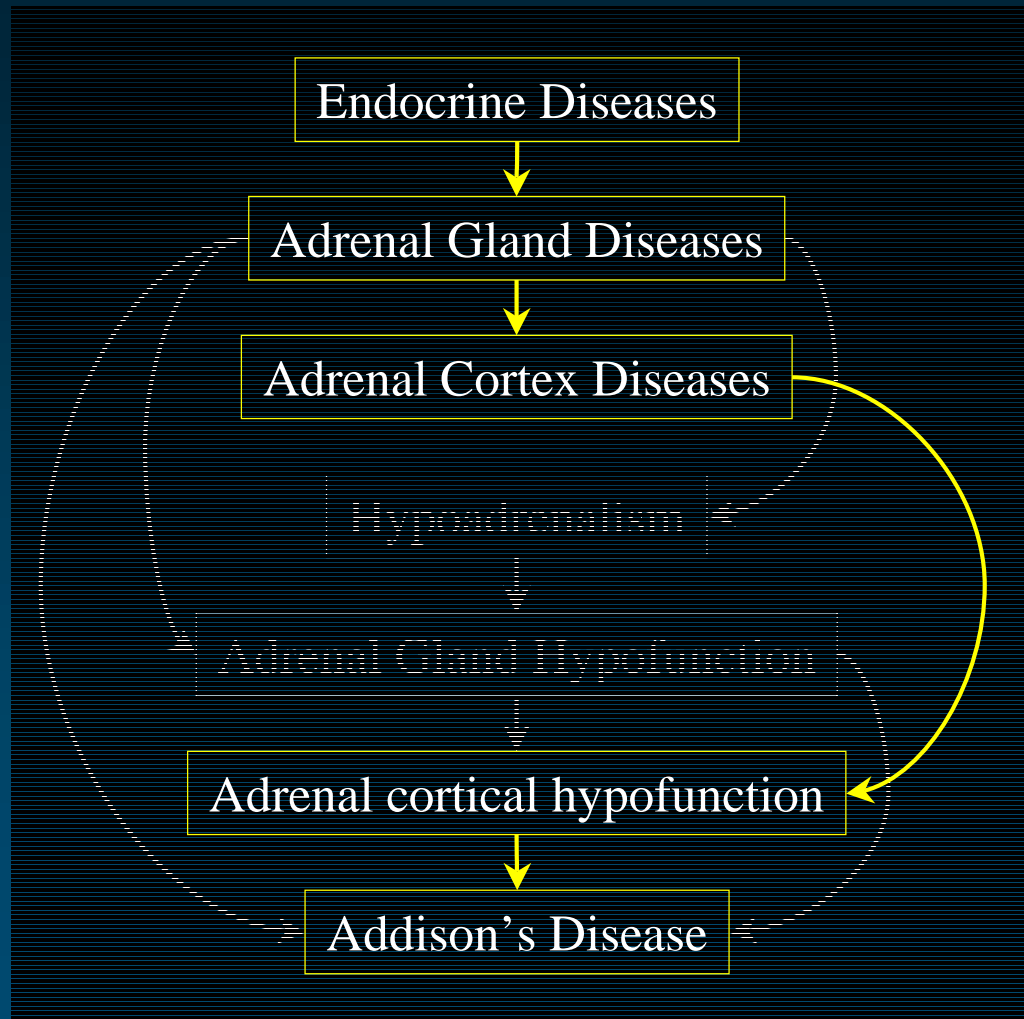 Endocrine Diseases
Adrenal Gland Diseases
Adrenal Cortex Diseases
Hypoadrenalism
Adrenal Gland Hypofunction
Adrenal cortical hypofunction
Addison’s Disease